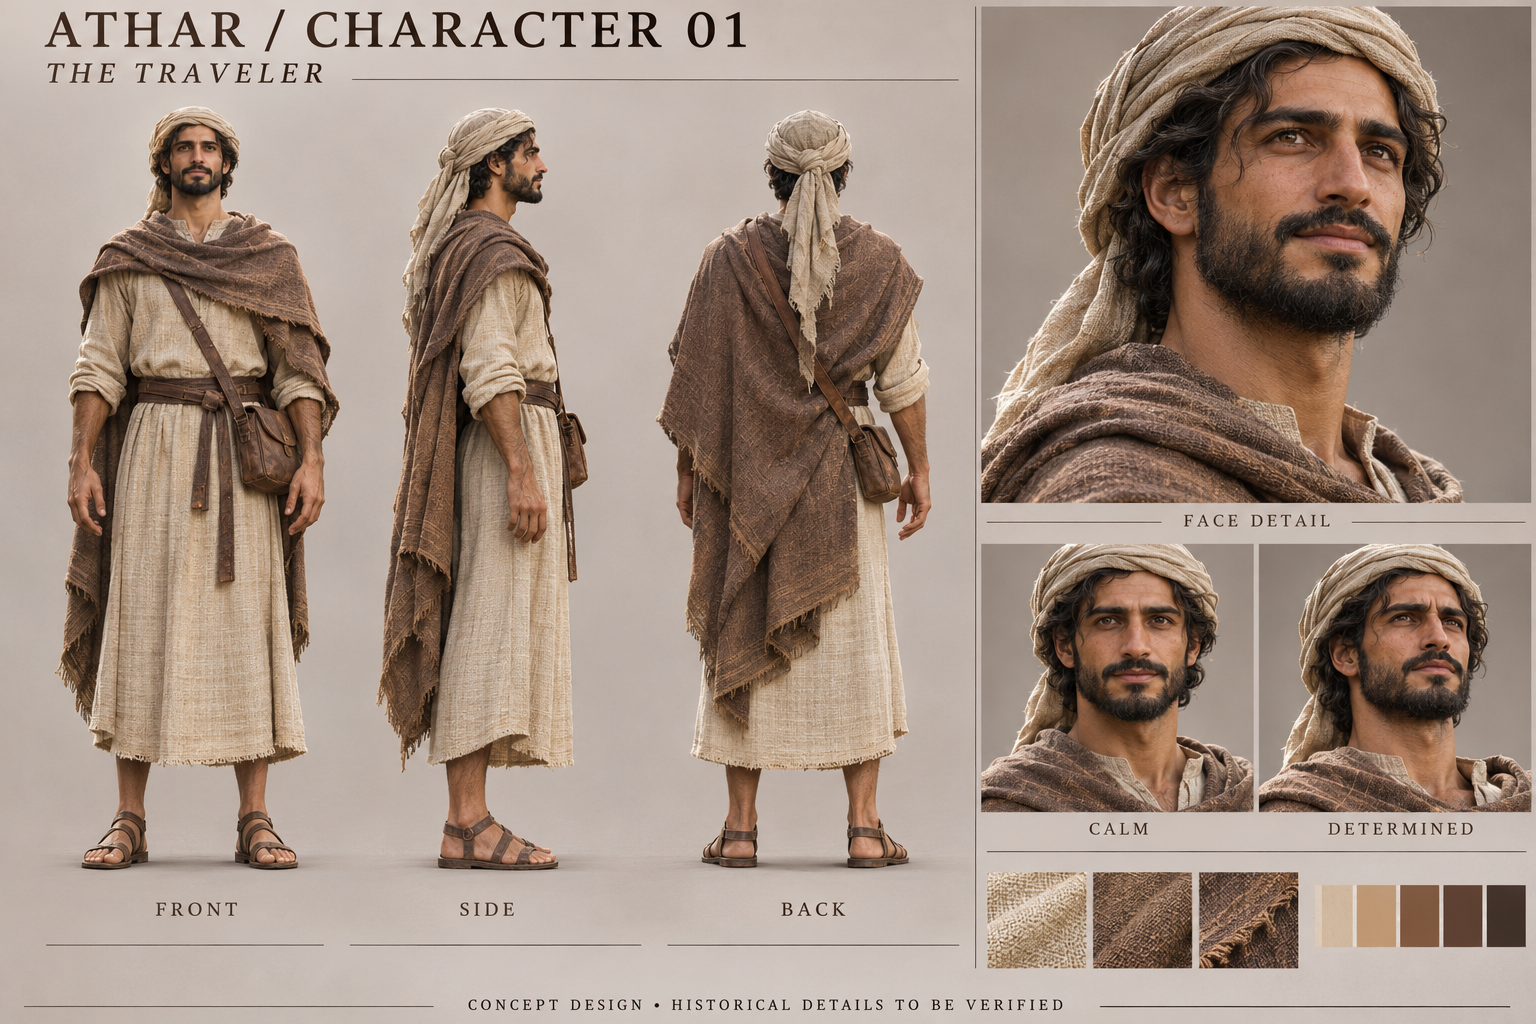 ATHAR / CHARACTER 01
THE TRAVELER
FRONT
SIDE
BACK
FACE DETAIL
CALM
DETERMINED
CONCEPT DESIGN • HISTORICAL DETAILS TO BE VERIFIED